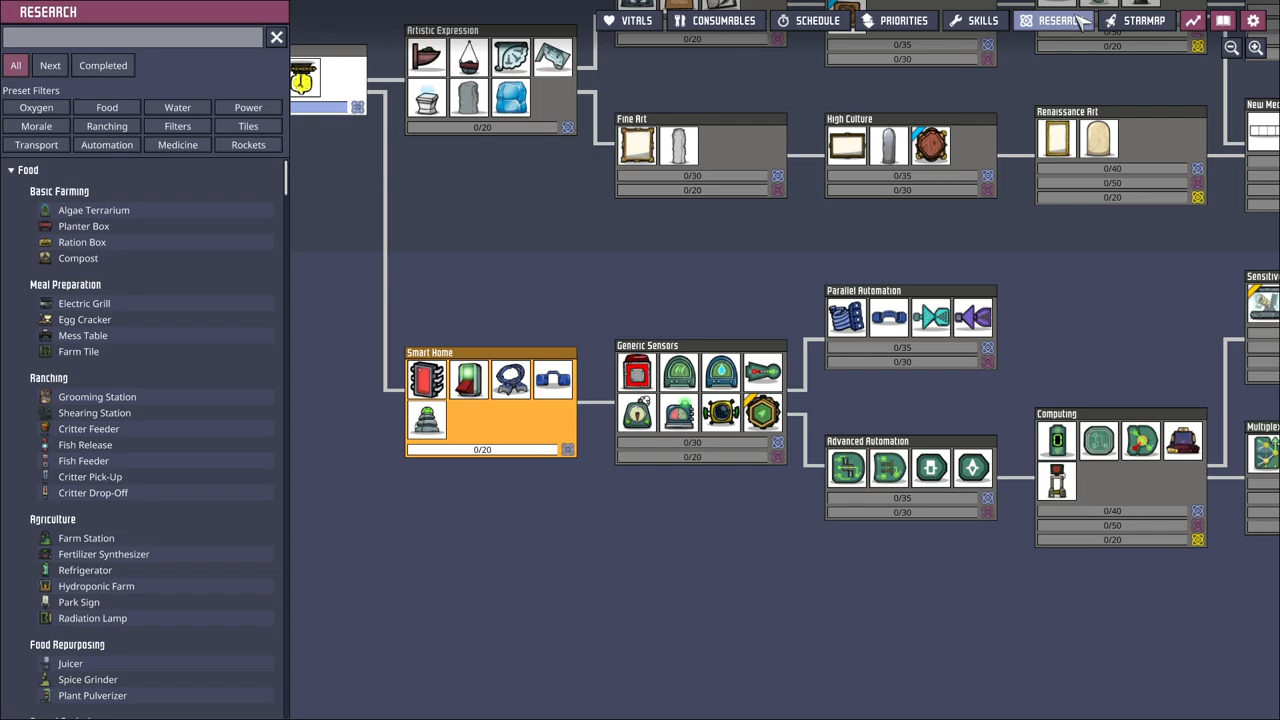 RESEARCH
VITALS
CONSUMABLES
SCHEDULE
PRIORITIES
SKILLS
STARMAP
All
Next
Completed
Preset Filters
Oxygen
Food
Water
Power
Morale
Ranching
Filters
Tiles
Transport
Automation
Medicine
Rockets
Food
Basic Farming
Algae Terrarium
Planter Box
Ration Box
Compost
Meal Preparation
Electric Grill
Egg Cracker
Mess Table
Farm Tile
Ranching
Grooming Station
Shearing Station
Critter Feeder
Fish Release
Fish Feeder
Critter Pick-Up
Critter Drop-Off
Agriculture
Farm Station
Fertilizer Synthesizer
Refrigerator
Hydroponic Farm
Park Sign
Radiation Lamp
Food Repurposing
Juicer
Spice Grinder
Plant Pulverizer
Artistic Expression
0/20
0/20
0/35
0/30
0/20
Fine Art
0/30
0/20
High Culture
0/35
0/30
Renaissance Art
0/40
0/50
0/20
Smart Home
0/20
Generic Sensors
0/30
0/20
Parallel Automation
0/35
0/30
Advanced Automation
0/35
0/30
Computing
0/40
0/50
0/20